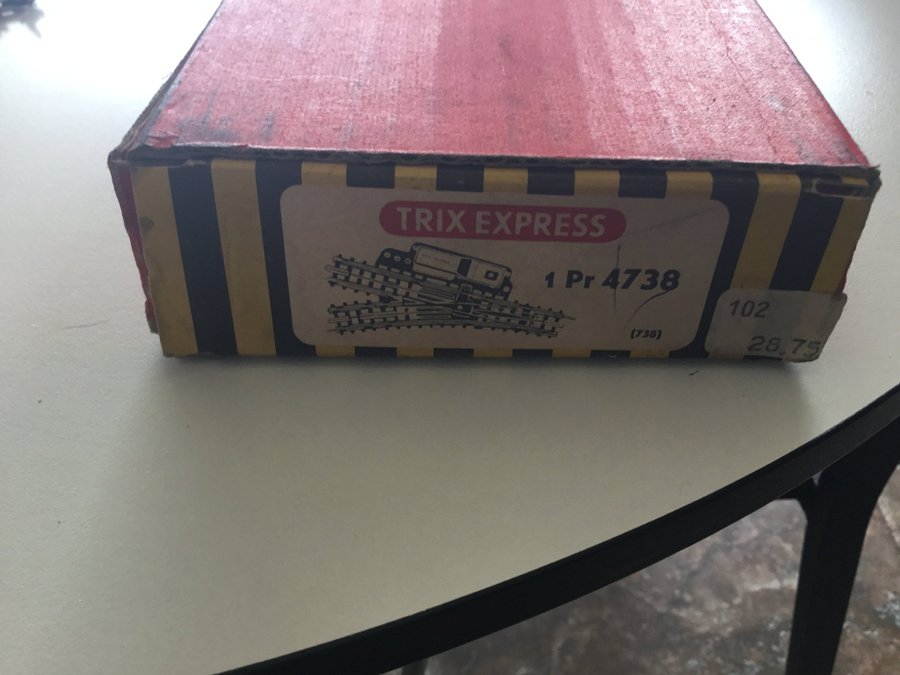 TRIX EXPRESS
1 Pr 4738
(738)
102
28.75